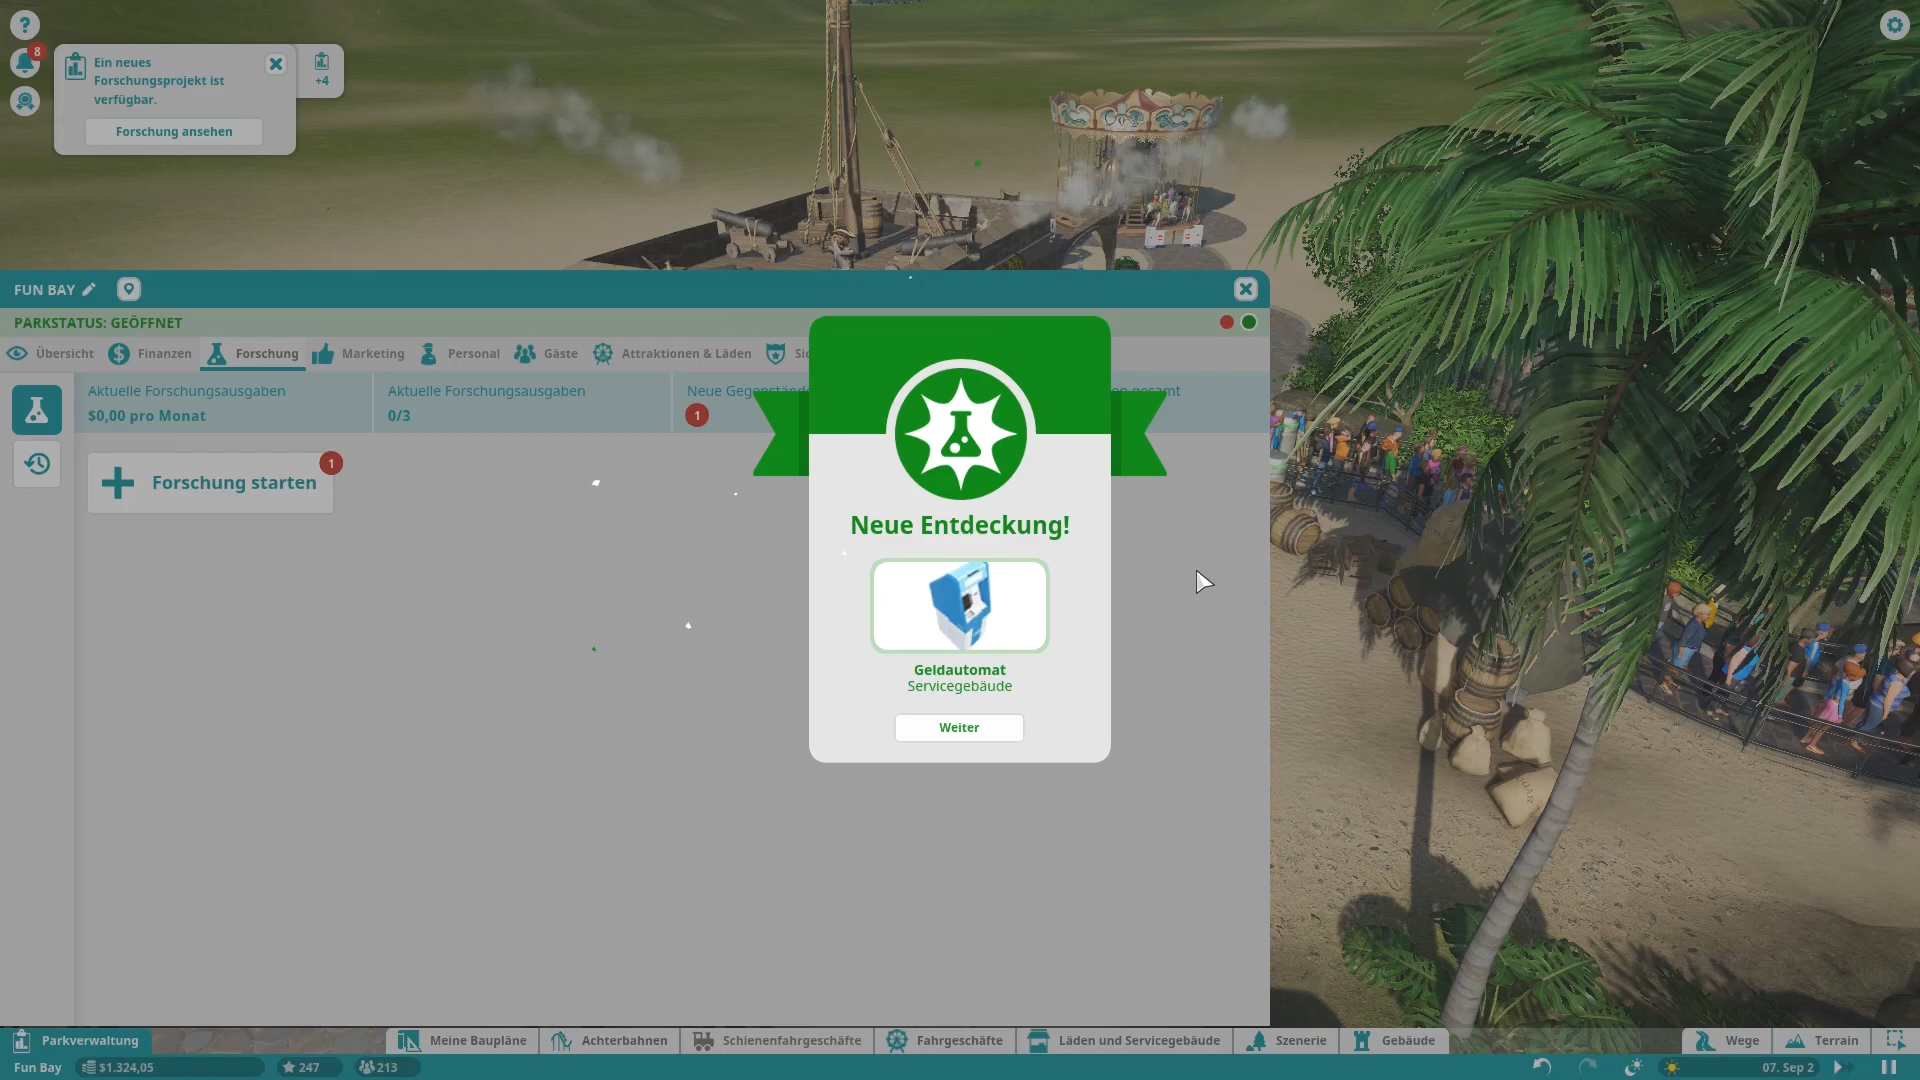 8
Ein neues
Forschungsprojekt ist
verfügbar.
+4
Forschung ansehen
FUN BAY
PARKSTATUS: GEÖFFNET
Übersicht
Finanzen
Forschung
Marketing
Personal
Gäste
Attraktionen & Läden
Aktuelle Forschungsausgaben
$0,00 pro Monat
Aktuelle Forschungsausgaben
0/3
Neue Gegenstände
1
gesamt
Forschung starten
1
Neue Entdeckung!
Geldautomat
Servicegebäude
Weiter
Parkverwaltung
Meine Baupläne
Achterbahnen
Schienenfahrgeschäfte
Fahrgeschäfte
Läden und Servicegebäude
Szenerie
Gebäude
Wege
Terrain
Fun Bay
$1.324,05
247
213
07. Sep 2